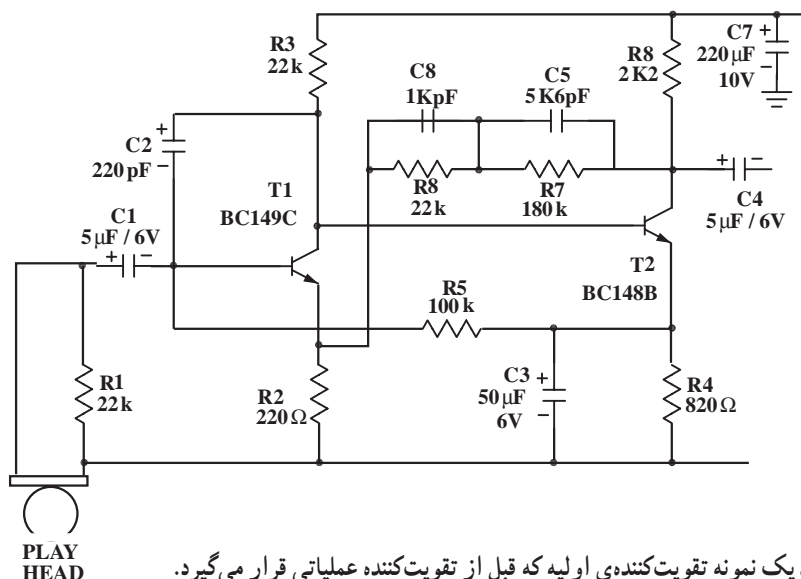 R3
22k
C8
1KpF
C5
5K6pF
R8
2K2
C7
220μF
10V
+
−
C2
220pF
+
−
T1
BC149C
R8
22k
R7
180k
+ −
C4
5μF/6V
C1
5μF/6V
+ −
T2
BC148B
R5
100k
R1
22k
R2
220Ω
C3
50μF
6V
+
−
R4
820Ω
PLAY
HEAD
یک نمونه تقویت‌کننده‌ی اولیه که قبل از تقویت‌کننده عملیاتی قرار می‌گیرد.